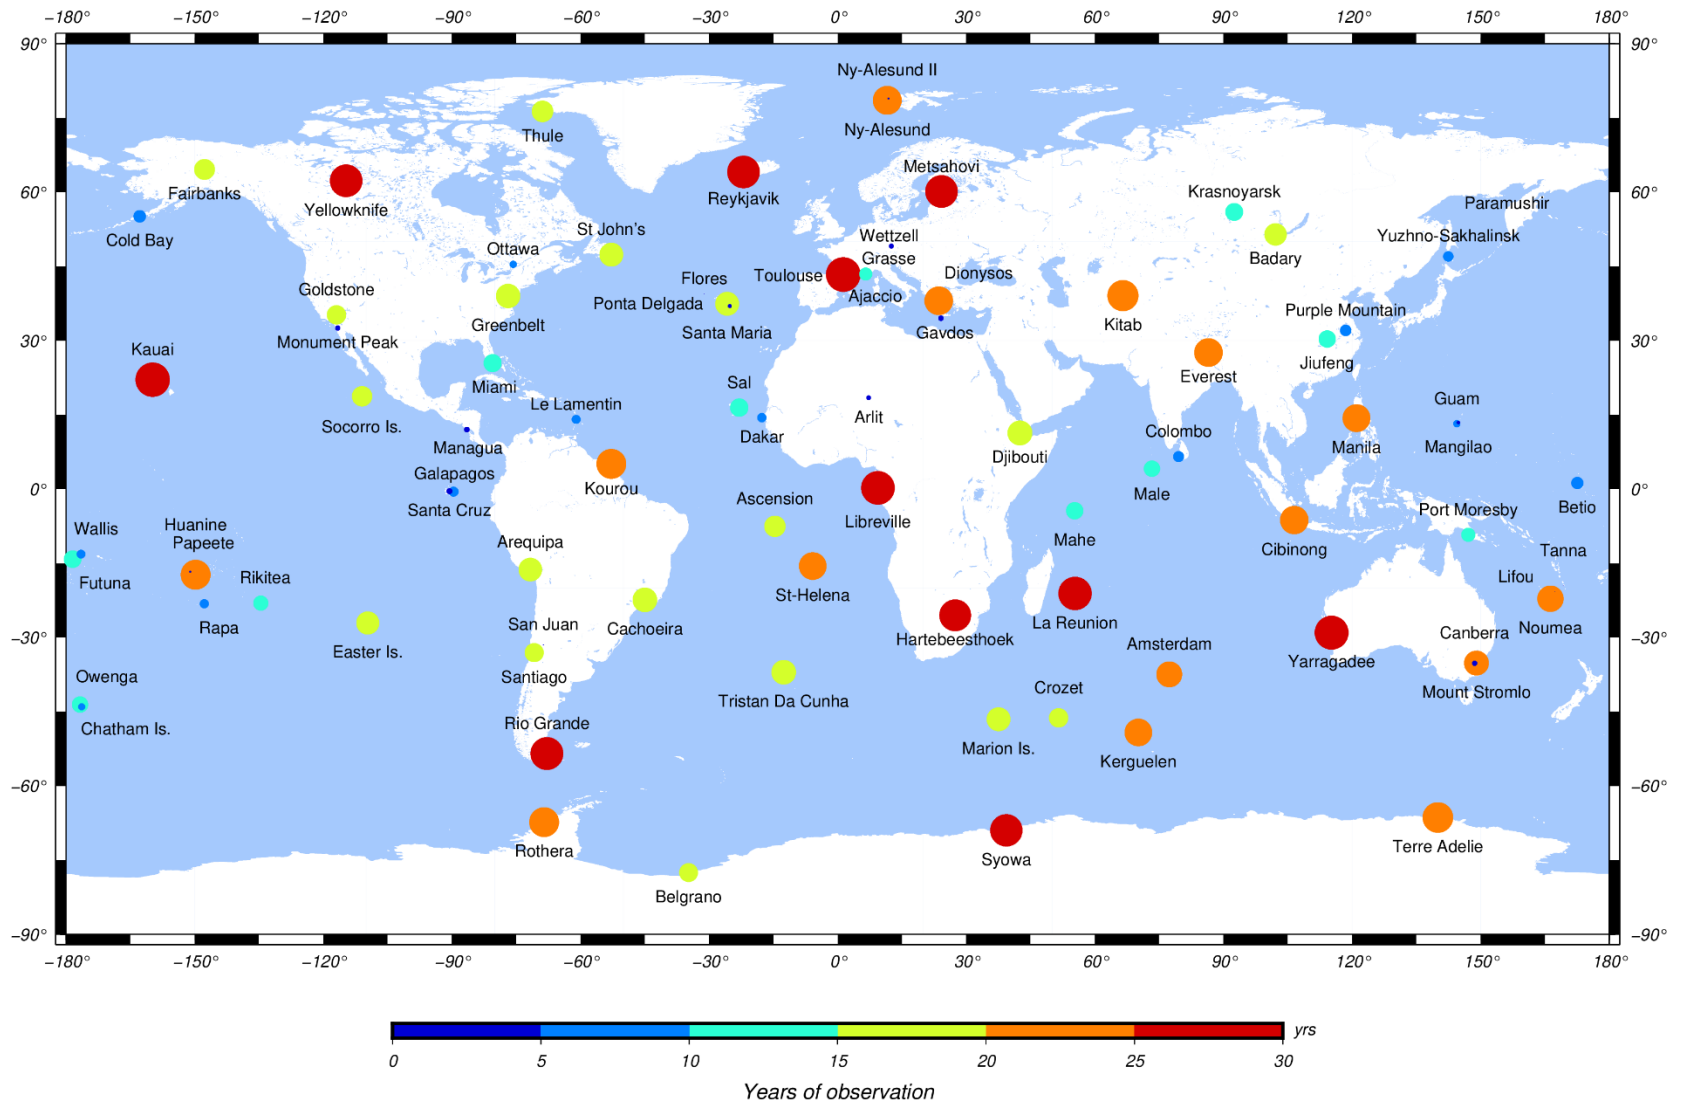 −180° −150° −120° −90° −60° −30° 0° 30° 60° 90° 120° 150° 180°
90° 90°
Ny-Alesund II
Thule
Ny-Alesund
Metsahovi
60° Fairbanks Reykjavik Krasnoyarsk 60°
Yellowknife
Paramushir
Cold Bay
St John's
Wettzell
Yuzhno-Sakhalinsk
Ottawa
Grasse
Badary
Flores
Toulouse
Dionysos
Goldstone
Ponta Delgada
Ajaccio
Purple Mountain
Greenbelt
Santa Maria
Gavdos
Kitab
30° Monument Peak 30°
Kauai
Jiufeng
Everest
Miami
Sal
Le Lamentin
Guam
Socorro Is.
Arlit
Dakar
Colombo
Managua
Djibouti
Manila
Mangilao
Galapagos
0° Kourou 0°
Santa Cruz
Ascension
Male
Betio
Libreville
Port Moresby
Wallis
Huanine
Papeete
Arequipa
Mahe
Cibinong
Tanna
Futuna
Rikitea
Lifou
St-Helena
Rapa
San Juan
Cachoeira
La Reunion
Noumea
−30° Hartebeesthoek Canberra −30°
Easter Is.
Amsterdam
Yarragadee
Owenga
Santiago
Crozet
Mount Stromlo
Tristan Da Cunha
Chatham Is.
Rio Grande
Marion Is.
Kerguelen
−60° −60°
Rothera
Syowa
Terre Adelie
Belgrano
−90° −90°
−180° −150° −120° −90° −60° −30° 0° 30° 60° 90° 120° 150° 180°
yrs
0 5 10 15 20 25 30
Years of observation